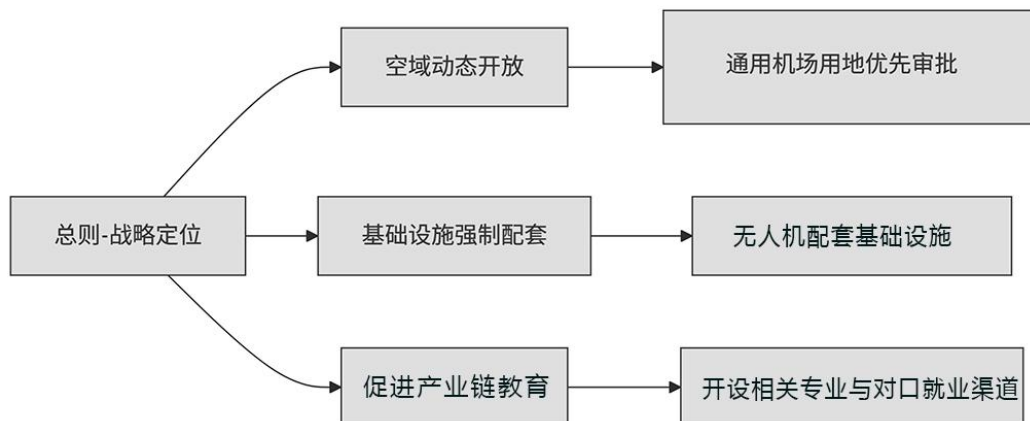 空域动态开放
通用机场用地优先审批
总则-战略定位
基础设施强制配套
无人机配套基础设施
促进产业链教育
开设相关专业与对口就业渠道